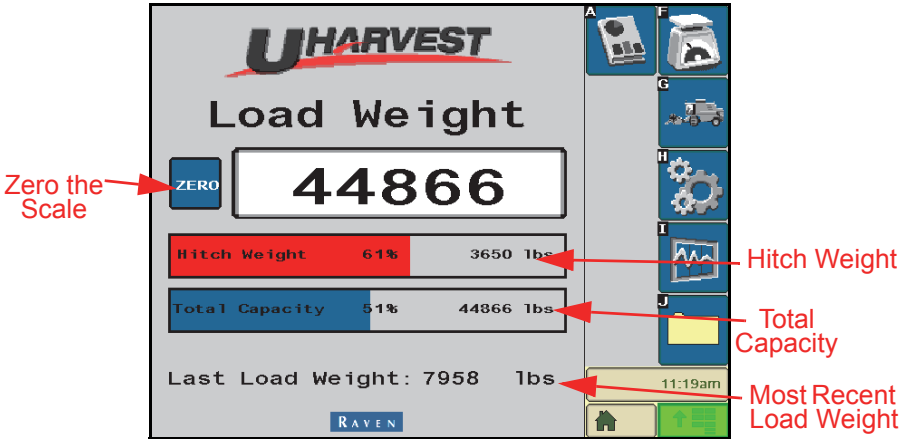 UHARVEST
Load Weight
Zero the
Scale
ZERO
44866
Hitch Weight 61% 3650 lbs
Total Capacity 51% 44866 lbs
Last Load Weight: 7958 lbs
RAVEN
A
F
G
H
I
J
11:19am
Hitch Weight
Total
Capacity
Most Recent
Load Weight